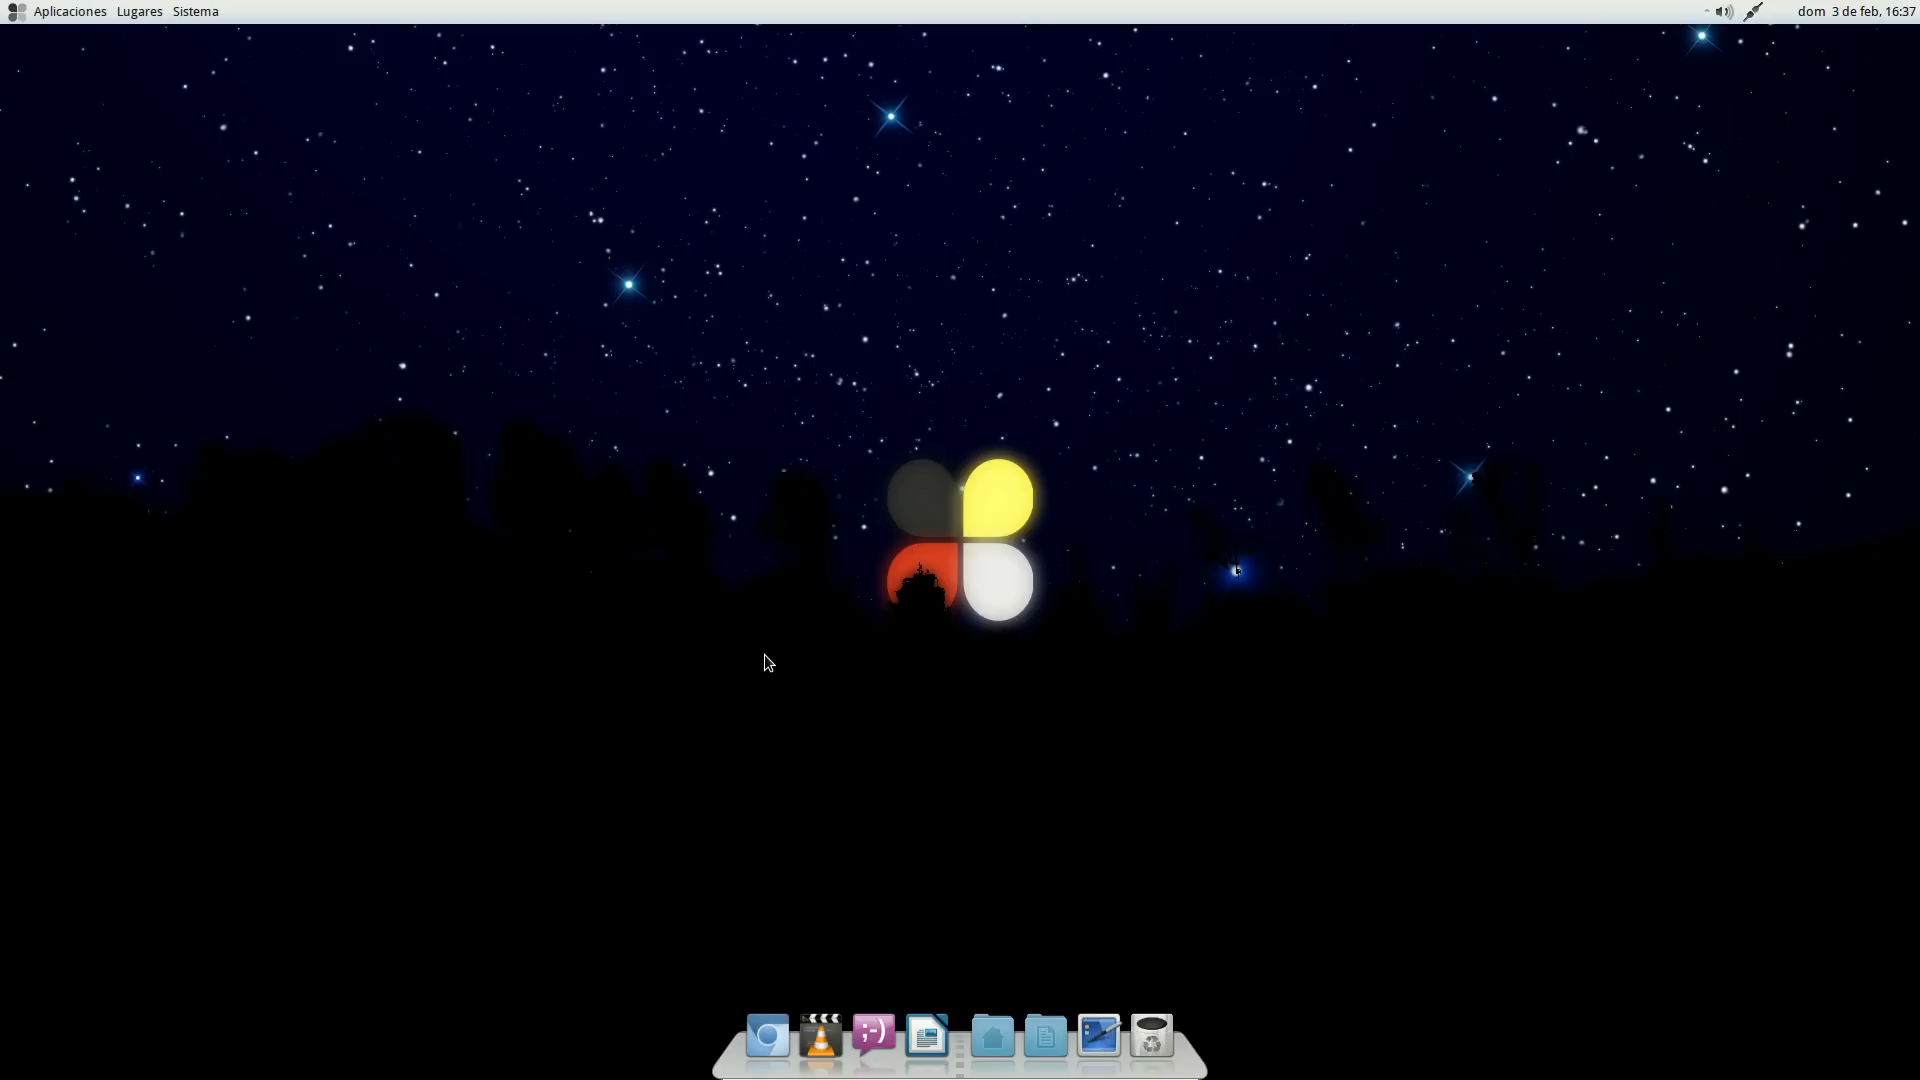 Aplicaciones Lugares Sistema dom 3 de feb, 16:37
;-)